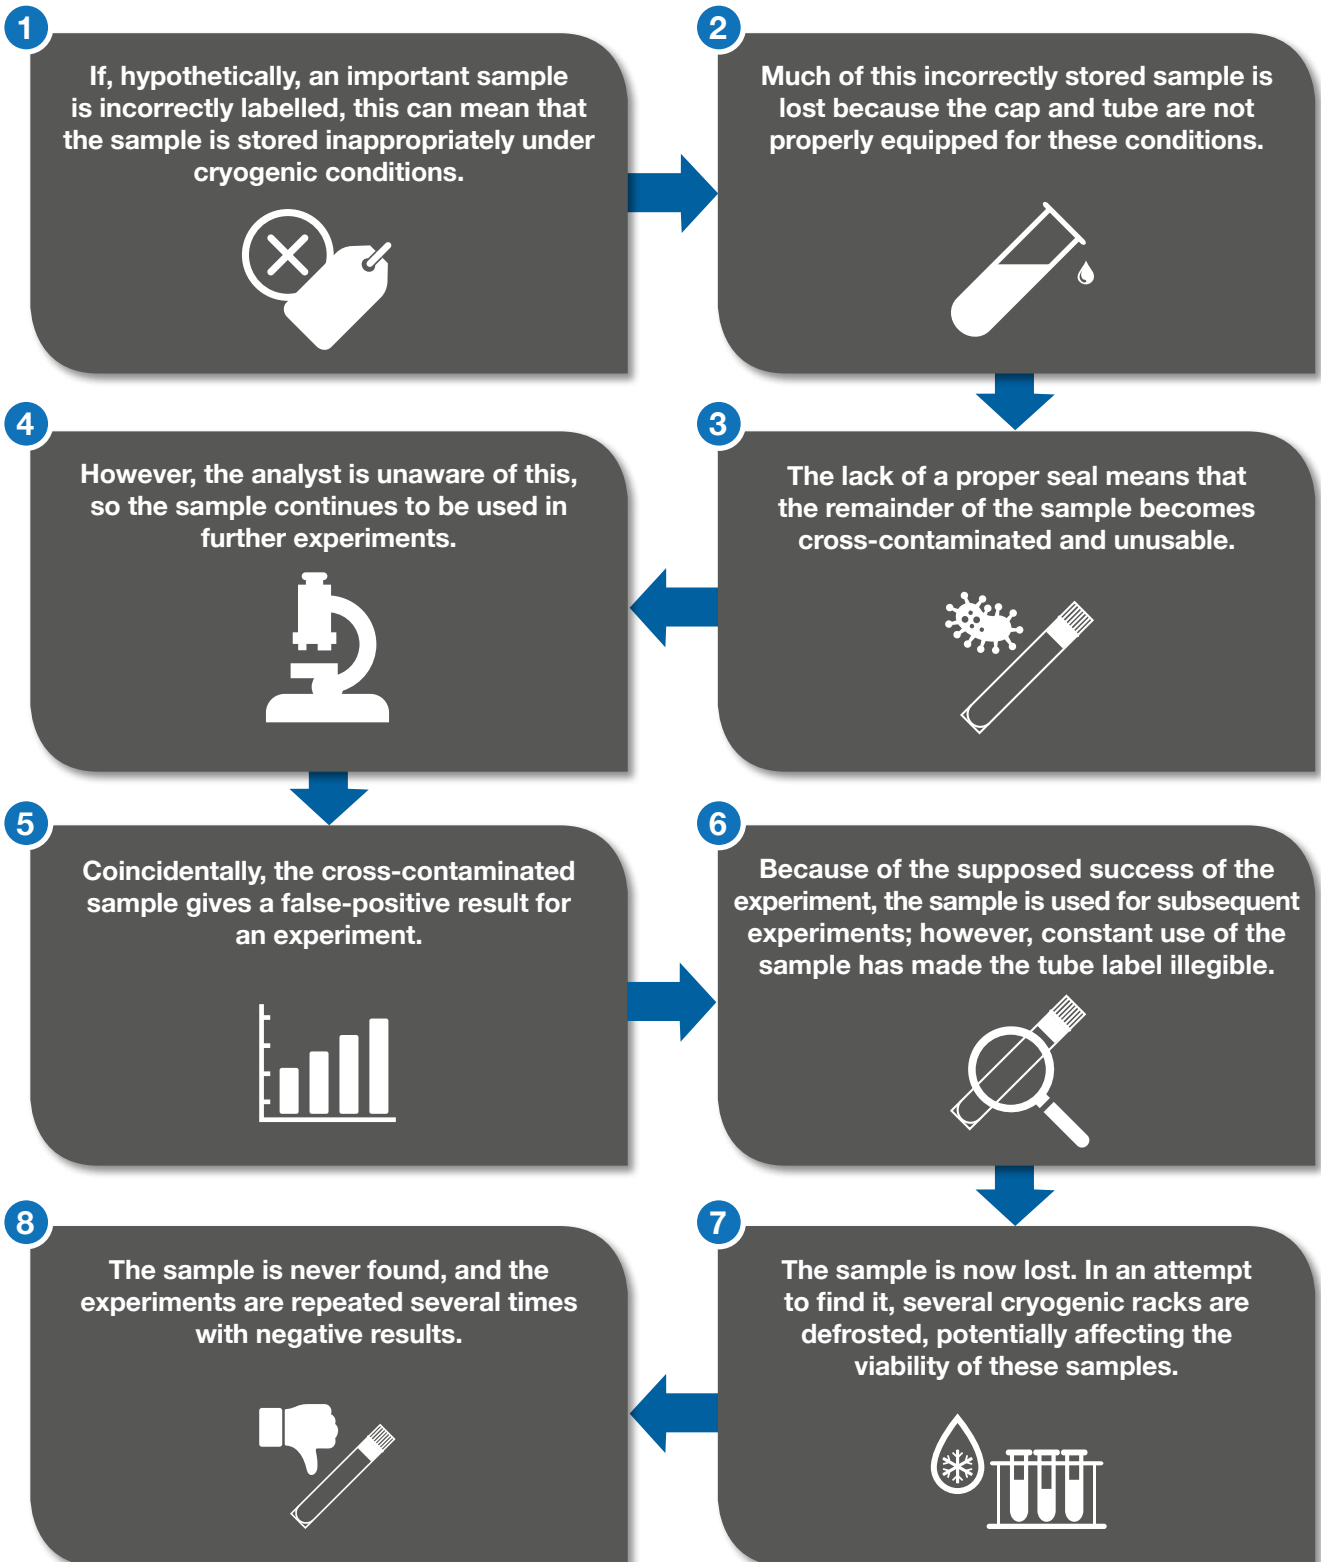 1
If, hypothetically, an important sample
is incorrectly labelled, this can mean that
the sample is stored inappropriately under
cryogenic conditions.
2
Much of this incorrectly stored sample is
lost because the cap and tube are not
properly equipped for these conditions.
3
The lack of a proper seal means that
the remainder of the sample becomes
cross-contaminated and unusable.
4
However, the analyst is unaware of this,
so the sample continues to be used in
further experiments.
5
Coincidentally, the cross-contaminated
sample gives a false-positive result for
an experiment.
6
Because of the supposed success of the
experiment, the sample is used for subsequent
experiments; however, constant use of the
sample has made the tube label illegible.
7
The sample is now lost. In an attempt
to find it, several cryogenic racks are
defrosted, potentially affecting the
viability of these samples.
8
The sample is never found, and the
experiments are repeated several times
with negative results.